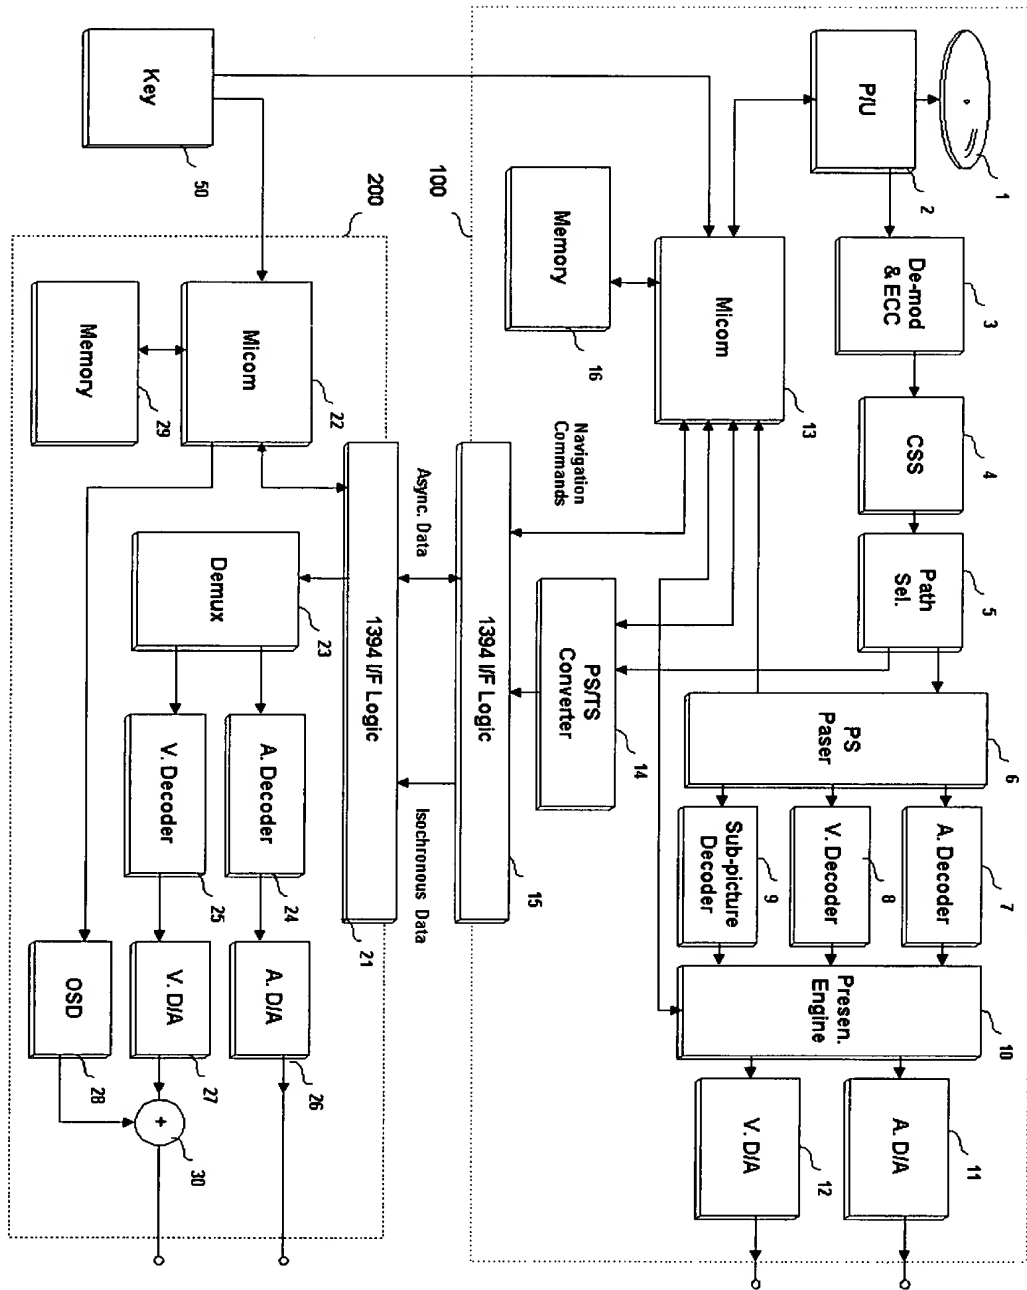 1
P/U
2
De-mod
& ECC
3
CSS
4
Path
Sel.
5
PS
Paser
6
A. Decoder
7
V. Decoder
8
Sub-picture
Decoder
9
Presen.
Engine
10
A. D/A
11
V. D/A
12
Micom
13
Memory
16
Navigation
Commands
PS/TS
Converter
14
100
1394 I/F Logic
15
Async. Data
Isochronous Data
1394 I/F Logic
21
Key
50
200
Micom
22
Memory
29
Demux
23
A. Decoder
24
V. Decoder
25
A. D/A
26
V. D/A
27
OSD
28
+
30